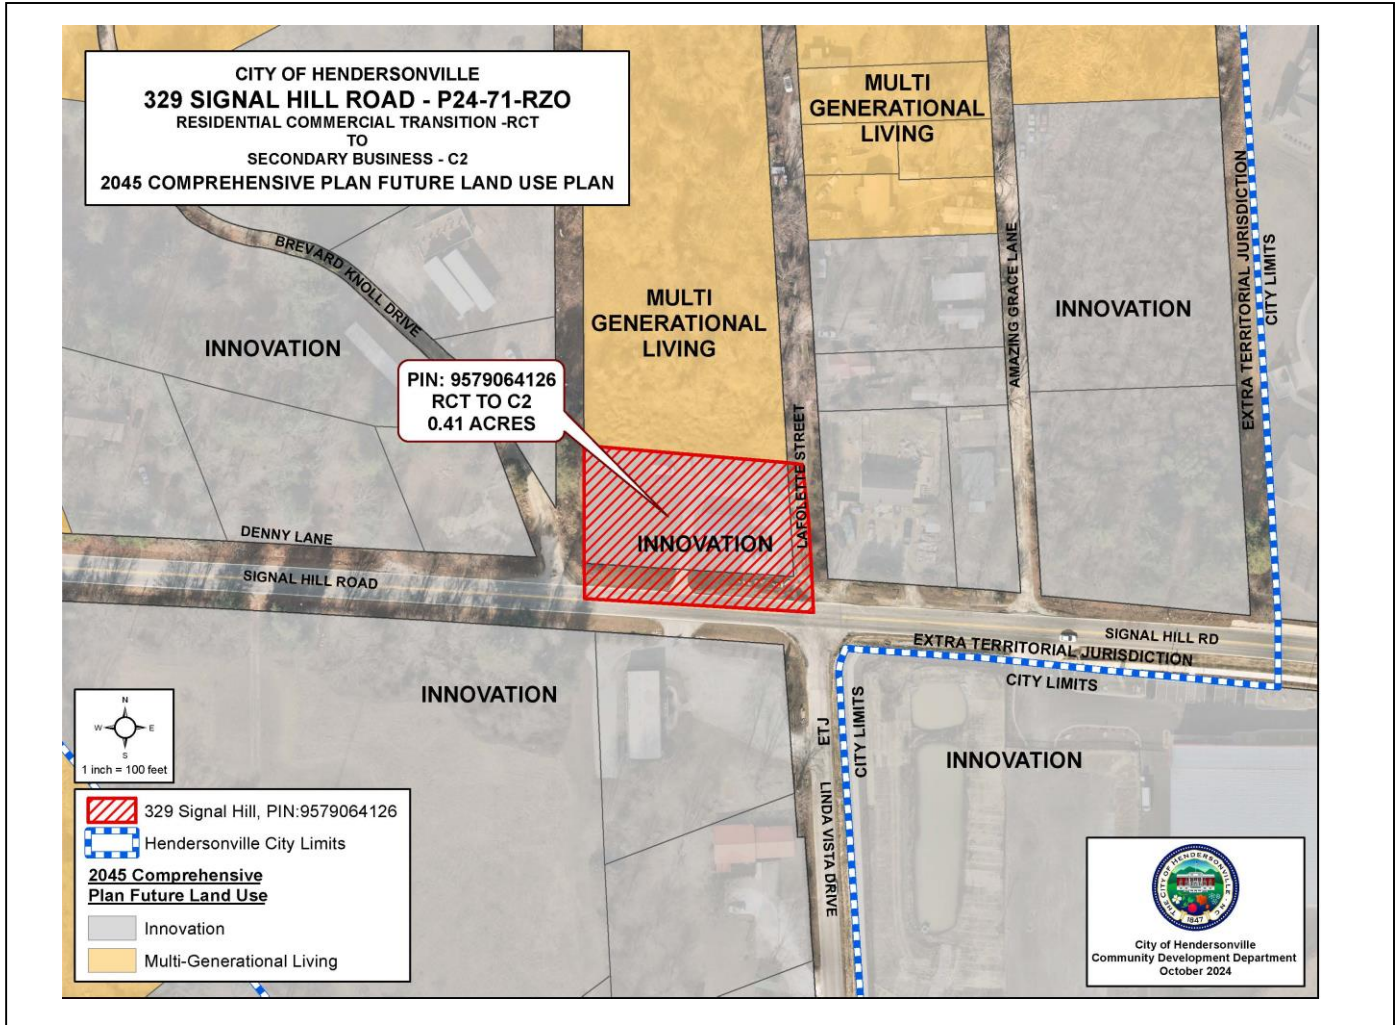 CITY OF HENDERSONVILLE
329 SIGNAL HILL ROAD - P24-71-RZO
RESIDENTIAL COMMERCIAL TRANSITION -RCT
TO
SECONDARY BUSINESS - C2
2045 COMPREHENSIVE PLAN FUTURE LAND USE PLAN
MULTI
GENERATIONAL
LIVING
BREVARD KNOLL DRIVE
INNOVATION
MULTI
GENERATIONAL
LIVING
AMAZING GRACE LANE
INNOVATION
EXTRA TERRITORIAL JURISDICTION
CITY LIMITS
PIN: 9579064126
RCT TO C2
0.41 ACRES
LAFOLETTE STREET
INNOVATION
DENNY LANE
SIGNAL HILL ROAD
SIGNAL HILL RD
EXTRA TERRITORIAL JURISDICTION
CITY LIMITS
INNOVATION
ETJ
CITY LIMITS
LINDA VISTA DRIVE
INNOVATION
N
W
E
S
1 inch = 100 feet
329 Signal Hill, PIN:9579064126
Hendersonville City Limits
2045 Comprehensive
Plan Future Land Use
Innovation
Multi-Generational Living
THE CITY OF HENDERSONVILLE - N.C.
1847
City of Hendersonville
Community Development Department
October 2024